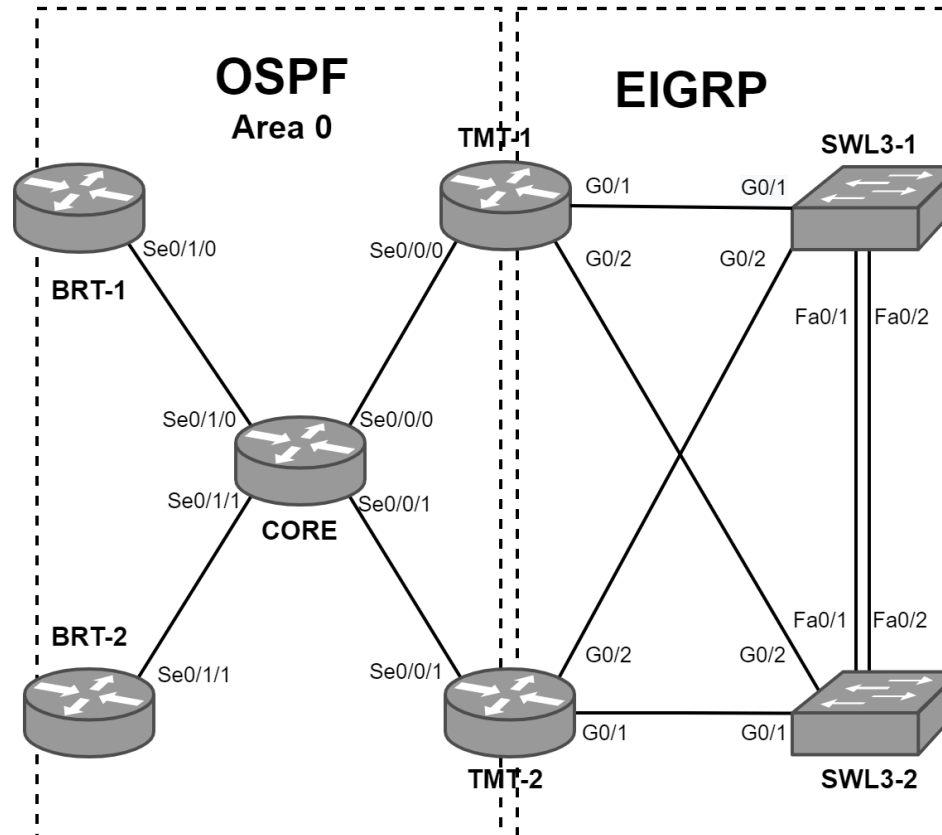 OSPF
Area 0
EIGRP
TMT-1
SWL3-1
G0/1
G0/1
Se0/1/0
Se0/0/0
G0/2
G0/2
BRT-1
Fa0/1
Fa0/2
Se0/1/0
Se0/0/0
Se0/1/1
Se0/0/1
CORE
BRT-2
Fa0/1
Fa0/2
Se0/1/1
Se0/0/1
G0/2
G0/2
G0/1
G0/1
TMT-2
SWL3-2